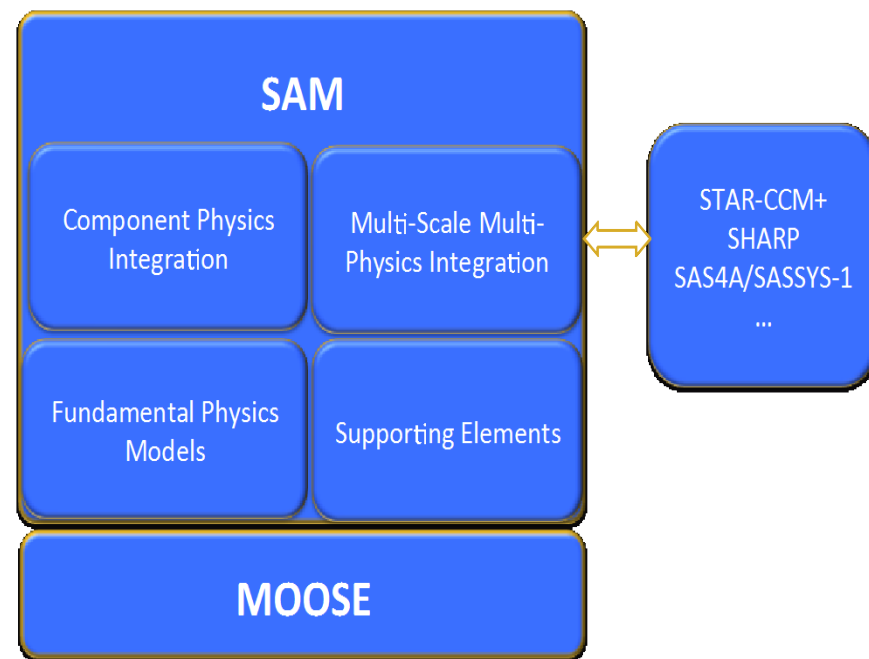 SAM
Component Physics
Integration
Multi-Scale Multi-
Physics Integration
Fundamental Physics
Models
Supporting Elements
STAR-CCM+
SHARP
SAS4A/SASSYS-1
...
MOOSE